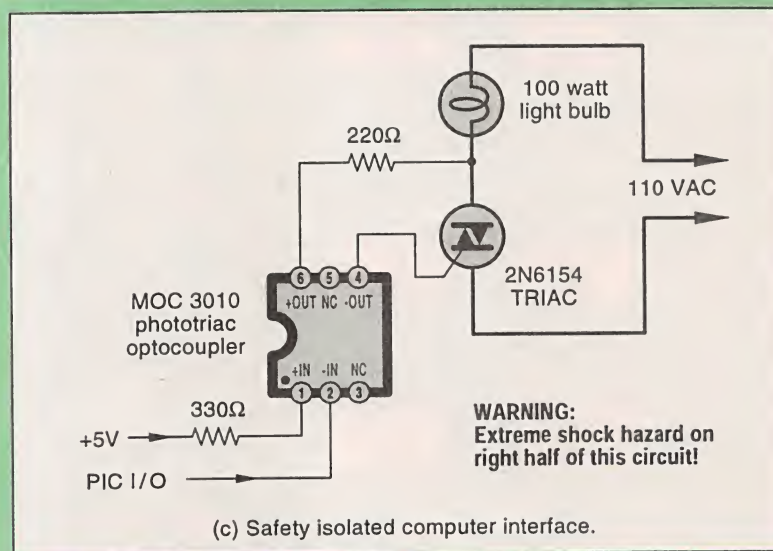 100 watt
light bulb
220Ω
110 VAC
2N6154
TRIAC
6 5 4
+OUT NC -OUT
MOC 3010
phototriac
optocoupler
+IN -IN NC
1 2 3
330Ω
+5V
PIC I/O
WARNING:
Extreme shock hazard on
right half of this circuit!
(c) Safety isolated computer interface.